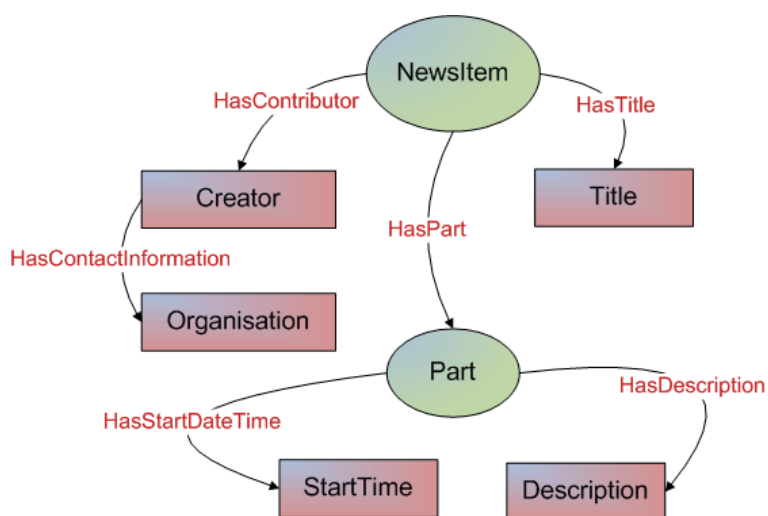 NewsItem
HasContributor
HasTitle
Creator
Title
HasPart
HasContactInformation
Organisation
Part
HasDescription
HasStartDateTime
StartTime
Description